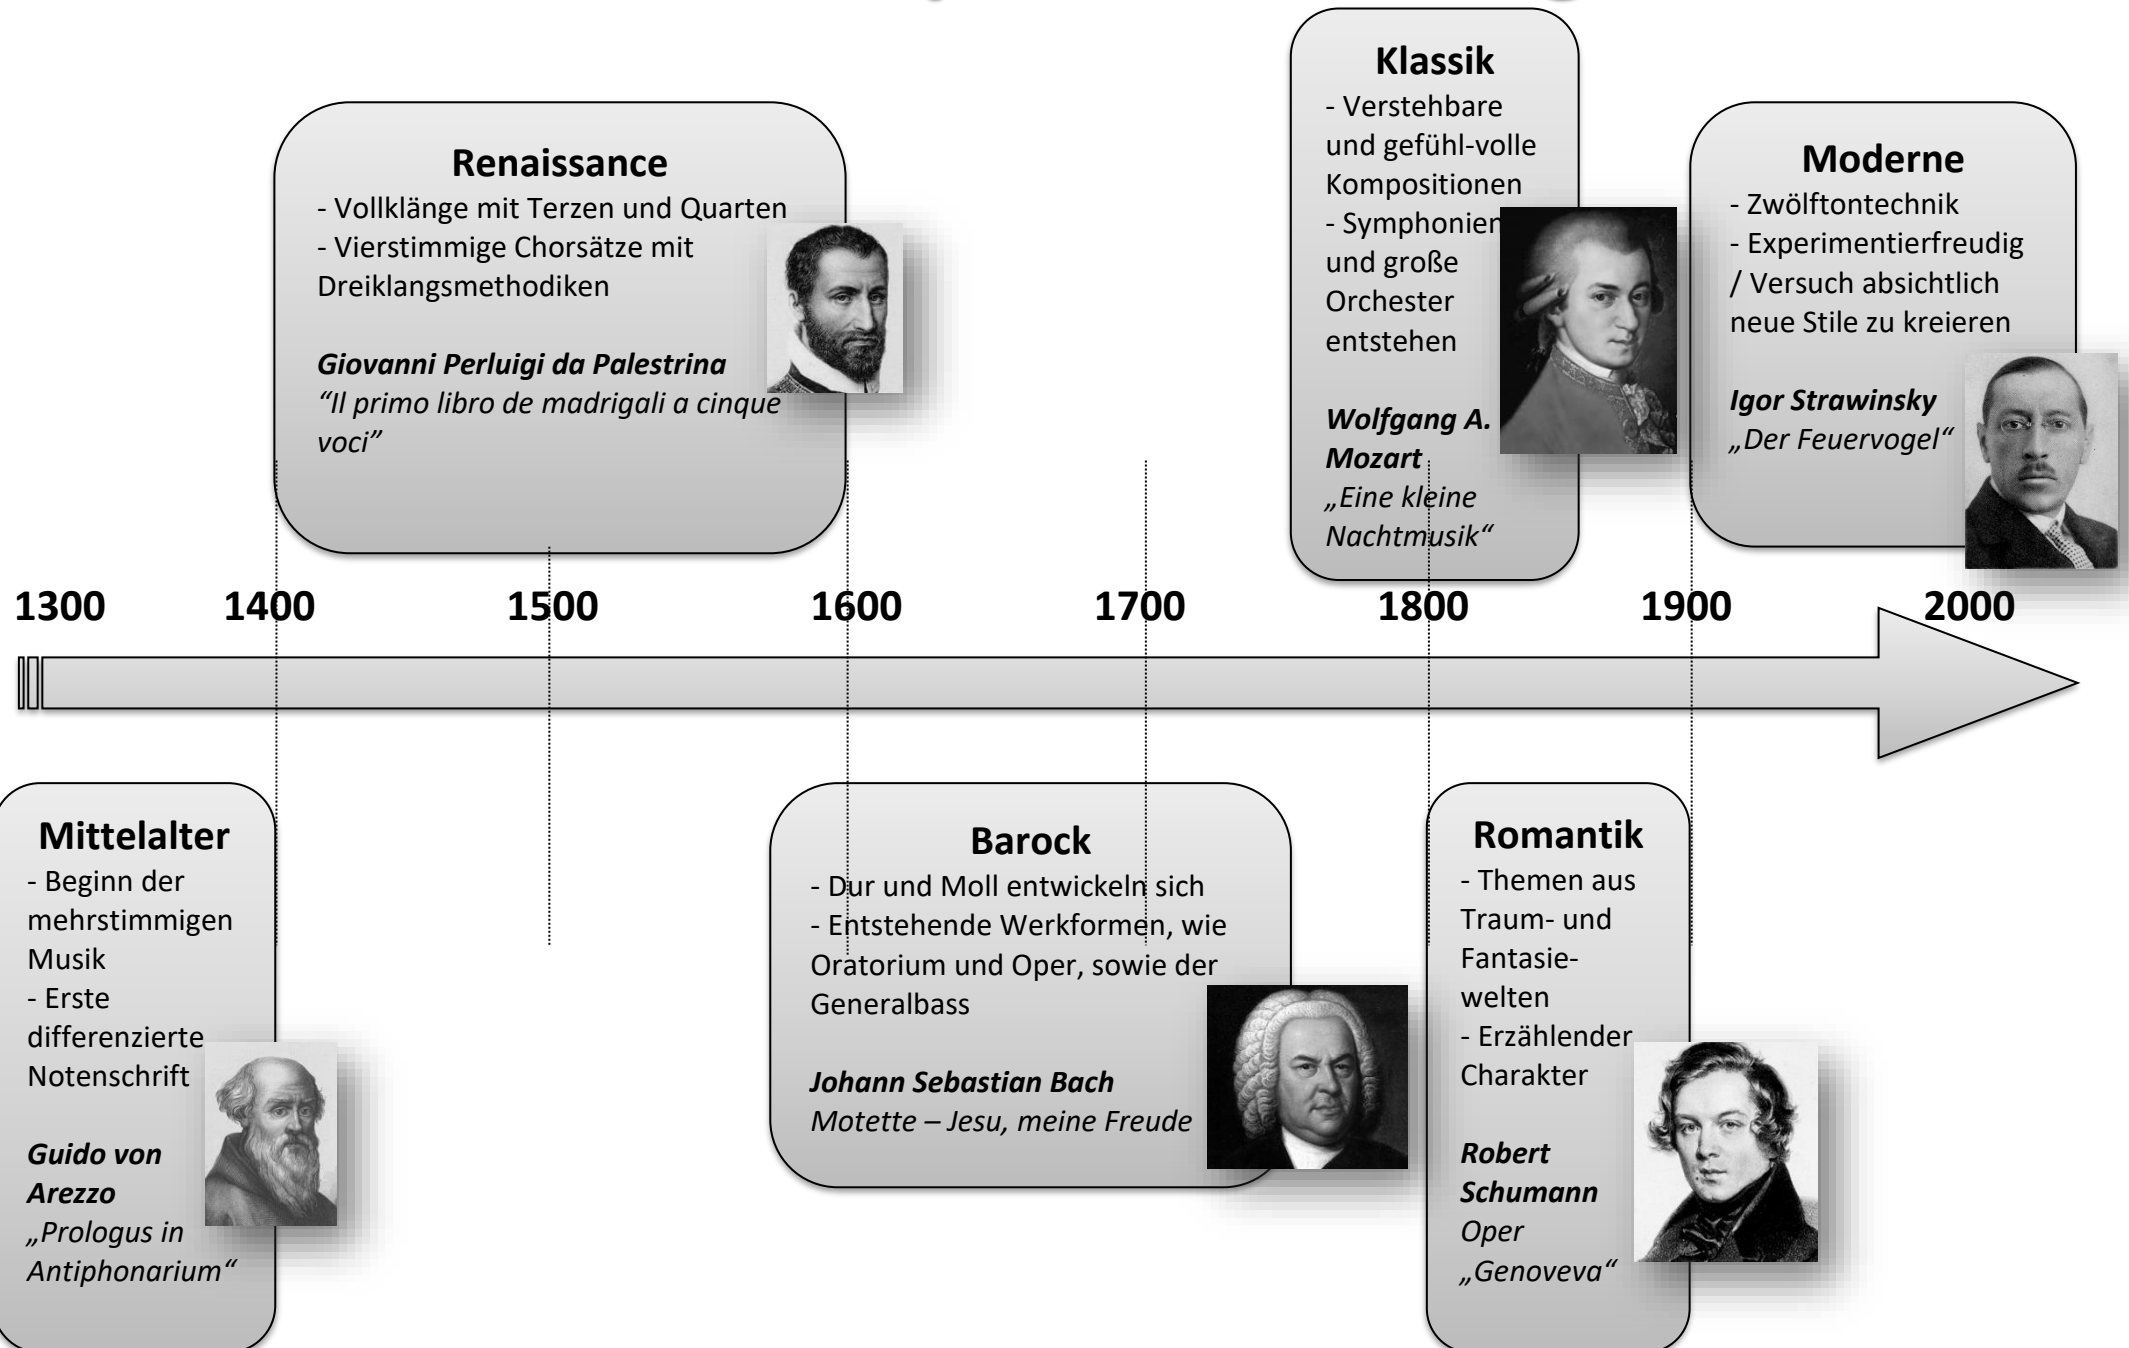 Klassik
- Verstehbare
und gefühl-volle
Kompositionen
- Symphonien
und große
Orchester
entstehen
Wolfgang A.
Mozart
„Eine kleine
Nachtmusik“
Renaissance
- Vollklänge mit Terzen und Quarten
- Vierstimmige Chorsätze mit
Dreiklangsmethodiken
Giovanni Perluigi da Palestrina
“Il primo libro de madrigali a cinque
voci”
Moderne
- Zwölftontechnik
- Experimentierfreudig
/ Versuch absichtlich
neue Stile zu kreieren
Igor Strawinsky
„Der Feuervogel“
1300 1400 1500 1600 1700 1800 1900 2000
Mittelalter
- Beginn der
mehrstimmigen
Musik
- Erste
differenzierte
Notenschrift
Guido von
Arezzo
„Prologus in
Antiphonarium“
Barock
- Dur und Moll entwickeln sich
- Entstehende Werkformen, wie
Oratorium und Oper, sowie der
Generalbass
Johann Sebastian Bach
Motette – Jesu, meine Freude
Romantik
- Themen aus
Traum- und
Fantasie-
welten
- Erzählender
Charakter
Robert
Schumann
Oper
„Genoveva“